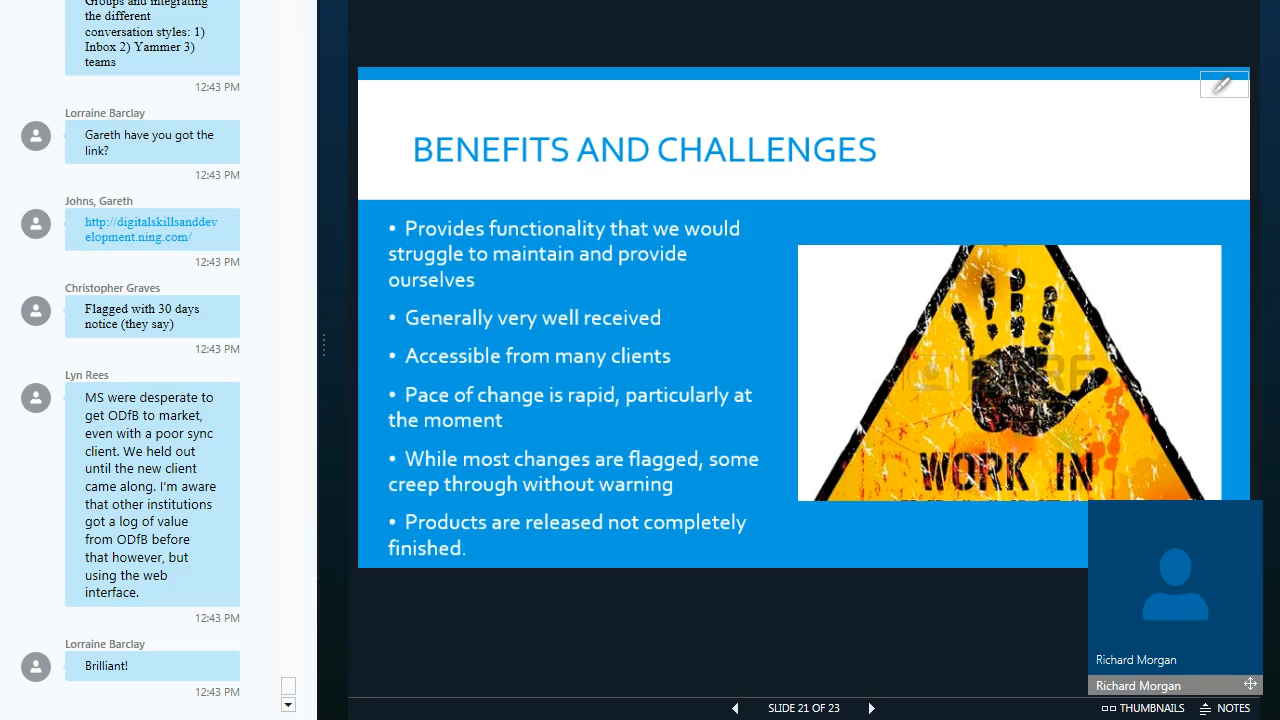 Groups and integrating
the different
conversation styles: 1)
Inbox 2) Yammer 3)
teams
12:43 PM
Lorraine Barclay
Gareth have you got the
link?
12:43 PM
Johns, Gareth
http://digitalskillsanddev
elopment.ning.com/
12:43 PM
Christopher Graves
Flagged with 30 days
notice (they say)
12:43 PM
Lyn Rees
MS were desperate to
get ODfB to market,
even with a poor sync
client. We held out
until the new client
came along. I'm aware
that other institutions
got a log of value
from ODfB before
that however, but
using the web
interface.
12:43 PM
Lorraine Barclay
Brilliant!
12:43 PM
BENEFITS AND CHALLENGES
• Provides functionality that we would
struggle to maintain and provide
ourselves
• Generally very well received
• Accessible from many clients
• Pace of change is rapid, particularly at
the moment
• While most changes are flagged, some
creep through without warning
• Products are released not completely
finished.
WORK IN
Richard Morgan
Richard Morgan
SLIDE 21 OF 23
THUMBNAILS
NOTES